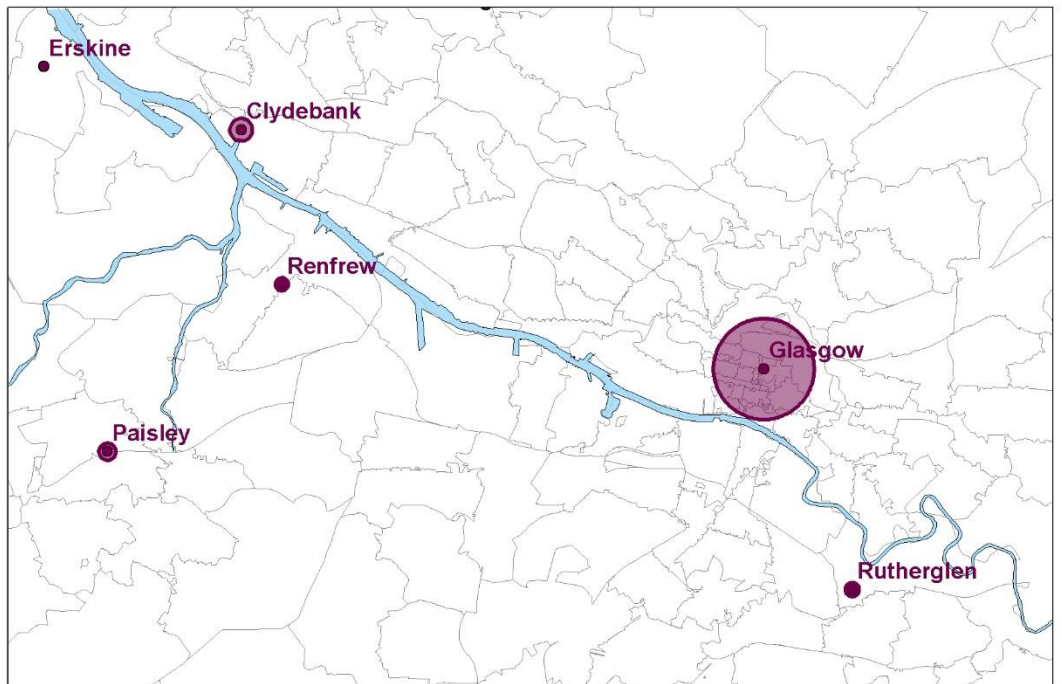 Erskine
Clydebank
Renfrew
Glasgow
Paisley
Rutherglen